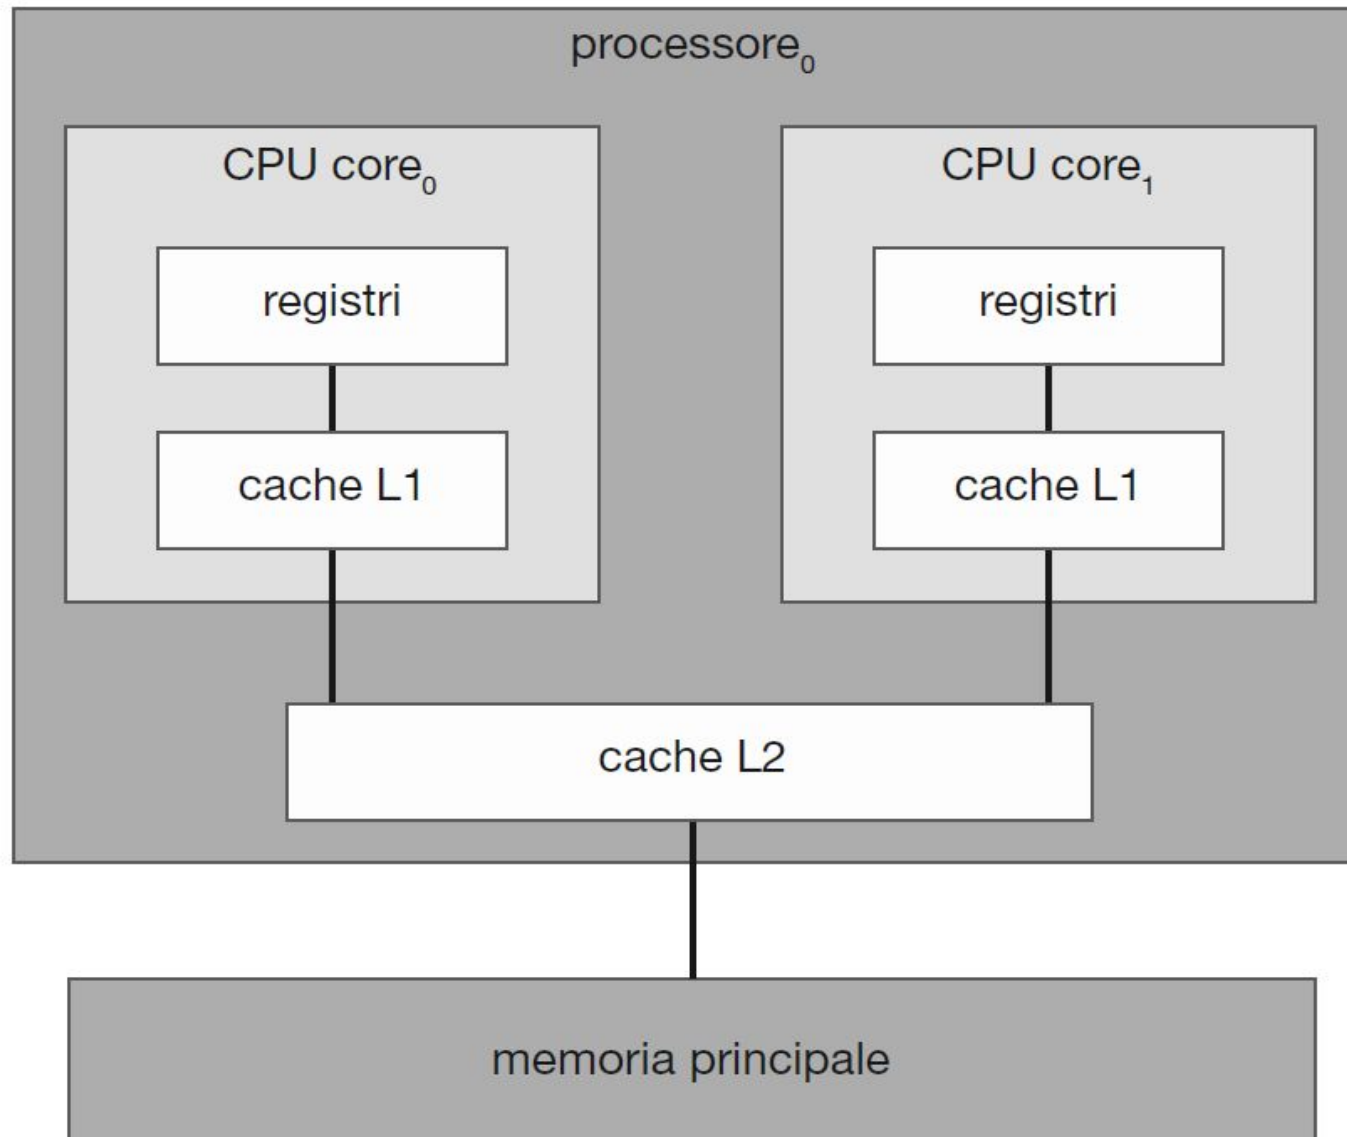 processore₀
CPU core₀
CPU core₁
registri
registri
cache L1
cache L1
cache L2
memoria principale